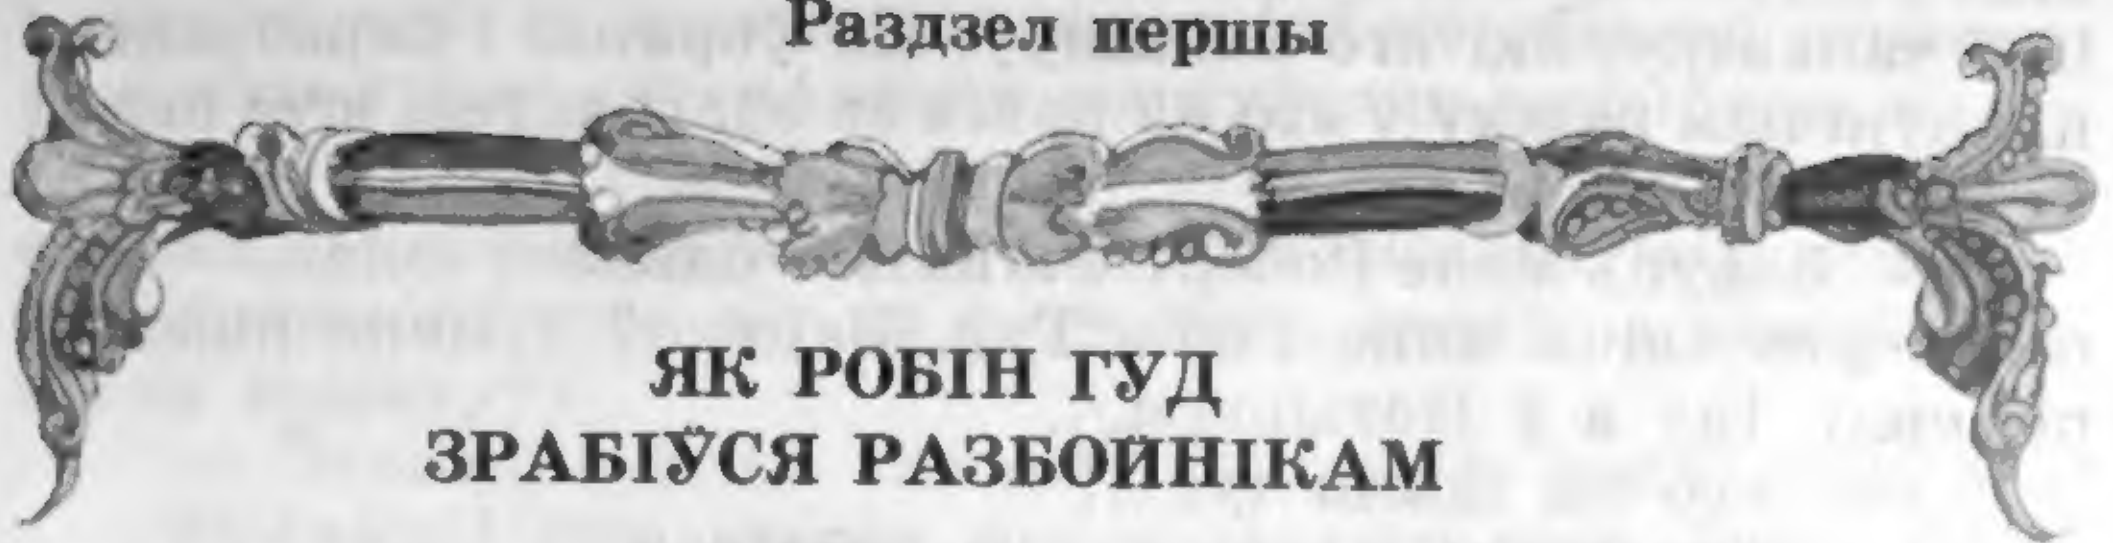 Раздзел першы
ЯК РОБІН ГУД
ЗРАБІЎСЯ РАЗБОЙНІКАМ